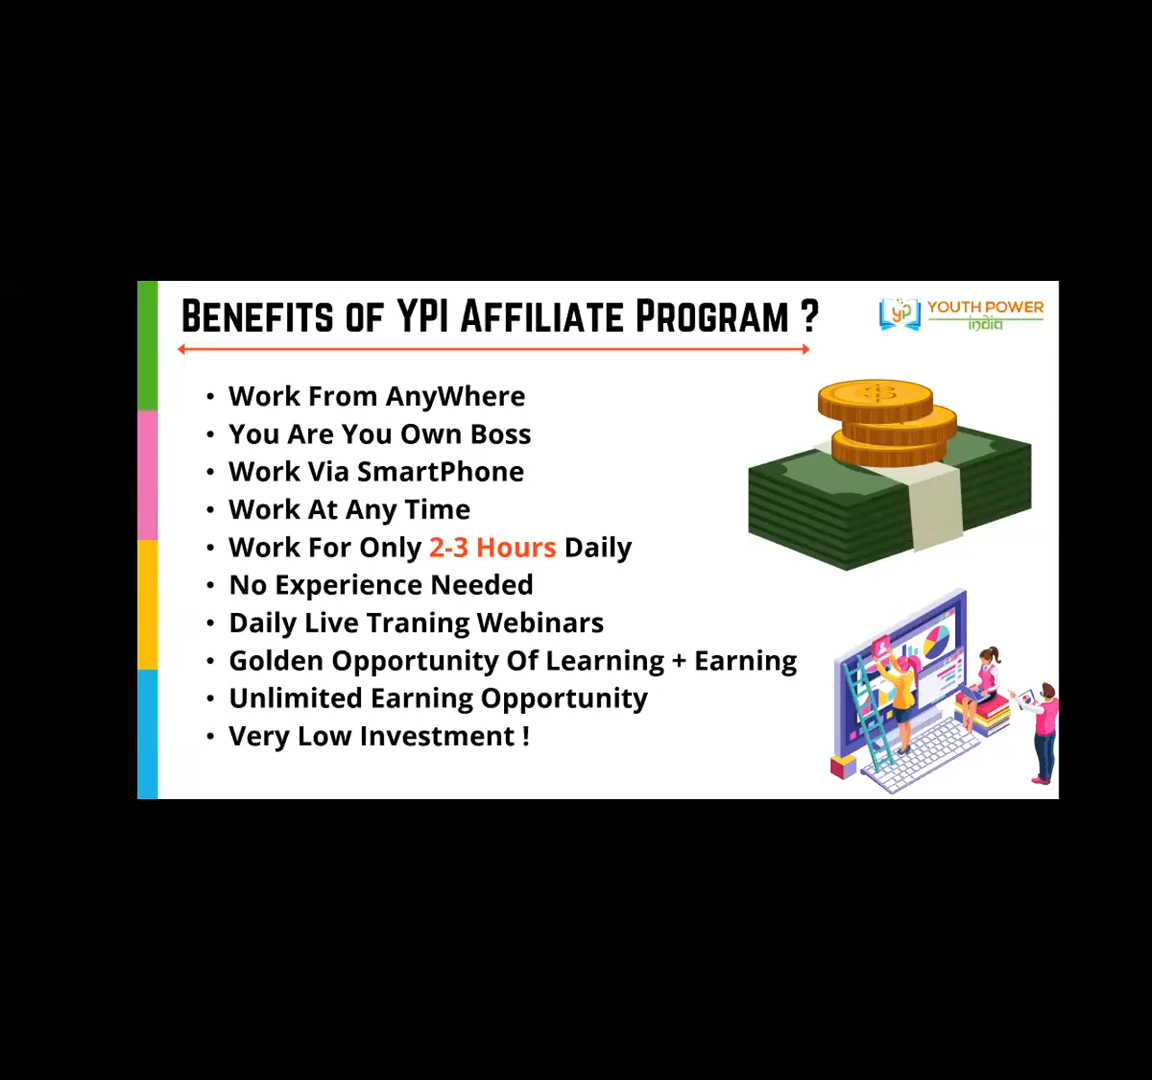 BENEFITS OF YPI AFFILIATE PROGRAM ?
YOUTH POWER
india
• Work From AnyWhere
• You Are You Own Boss
• Work Via SmartPhone
• Work At Any Time
• Work For Only 2-3 Hours Daily
• No Experience Needed
• Daily Live Traning Webinars
• Golden Opportunity Of Learning + Earning
• Unlimited Earning Opportunity
• Very Low Investment !